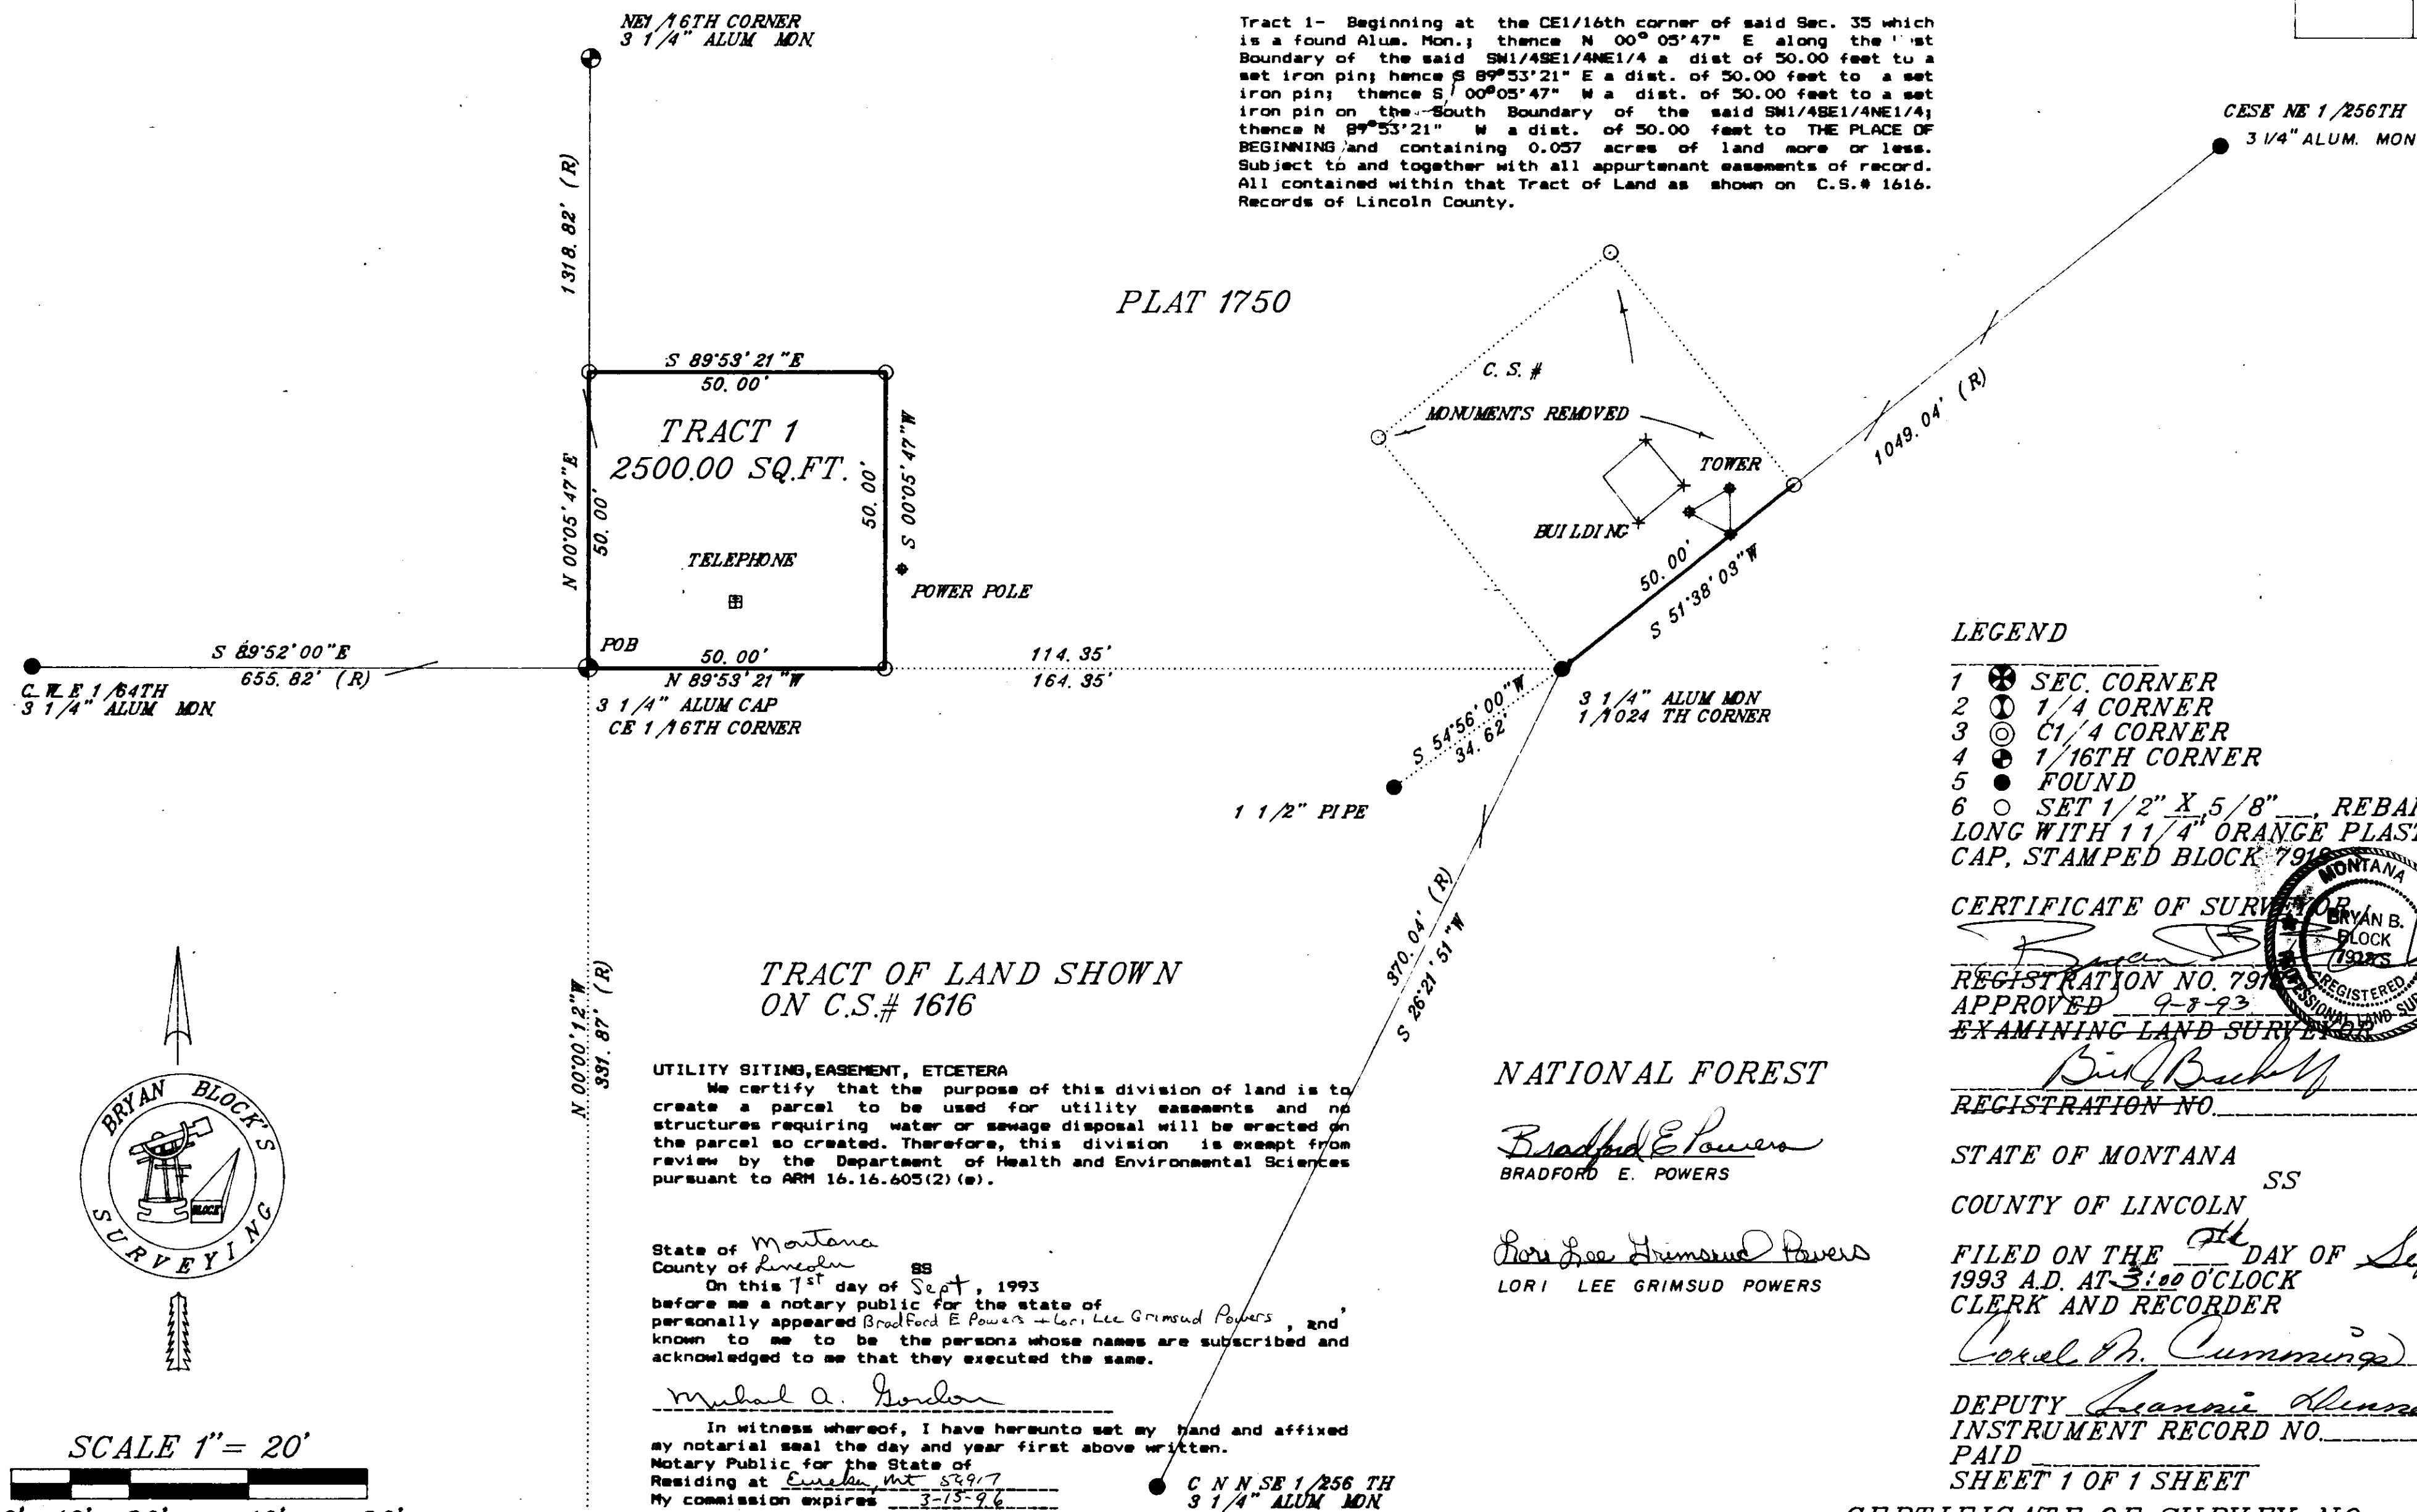 NE1/16TH CORNER
3 1/4" ALUM MON.
Tract 1- Beginning at the CE1/16th corner of said Sec. 35 which
is a found Alum. Mon.; thence N 00° 05'47" E along the st
Boundary of the said SW1/4SE1/4NE1/4 a dist of 50.00 feet to a
set iron pin; hence S 89°53'21" E a dist. of 50.00 feet to a set
iron pin; thence S 00°05'47" W a dist. of 50.00 feet to a set
iron pin on the South Boundary of the said SW1/4SE1/4NE1/4;
thence N 89°53'21" W a dist. of 50.00 feet to THE PLACE OF
BEGINNING and containing 0.057 acres of land more or less.
Subject to and together with all appurtenant easements of record.
All contained within that Tract of Land as shown on C.S.# 1616.
Records of Lincoln County.
CESE NE 1/256TH
3 1/4" ALUM. MON
1318.82' (R)
PLAT 1750
S 89°53'21"E
50.00'
TRACT 1
2500.00 SQ.FT.
N 00°05'47"E
50.00'
50.00'
S 00°05'47"W
TELEPHONE
POWER POLE
POB
50.00'
N 89°53'21"W
S 89°52'00"E
655.82' (R)
C W E 1/64TH
3 1/4" ALUM MON.
3 1/4" ALUM CAP
CE 1/16TH CORNER
114.35'
164.35'
C.S.#
MONUMENTS REMOVED
TOWER
BUILDING
50.00'
S 51°38'03"W
1049.04' (R)
3 1/4" ALUM MON
1/1024 TH CORNER
S 54°56'00"W
34.62'
1 1/2" PIPE
370.04' (R)
S 26°21'51"W
N 00°00'12"W
331.87' (R)
TRACT OF LAND SHOWN
ON C.S.# 1616
UTILITY SITING,EASEMENT, ETCETERA
We certify that the purpose of this division of land is to
create a parcel to be used for utility easements and no
structures requiring water or sewage disposal will be erected on
the parcel so created. Therefore, this division is exempt from
review by the Department of Health and Environmental Sciences
pursuant to ARM 16.16.605(2)(e).
State of Montana
County of Lincoln SS
On this 7st day of Sept, 1993
before me a notary public for the state of
personally appeared Bradford E Powers + Lori Lee Grimsud Powers, and
known to me to be the persons whose names are subscribed and
acknowledged to me that they executed the same.
Michael A. Gordon
In witness whereof, I have hereunto set my hand and affixed
my notarial seal the day and year first above written.
Notary Public for the State of
Residing at Eureka, Mt 59917
My commission expires 3-15-96
C N N SE 1/256 TH
3 1/4" ALUM MON
NATIONAL FOREST
Bradford E Powers
BRADFORD E. POWERS
Lori Lee Grimsud Powers
LORI LEE GRIMSUD POWERS
BRYAN BLOCK'S
BLOCK
SURVEYING
SCALE 1"= 20'
LEGEND
1 SEC. CORNER
2 1/4 CORNER
3 C1/4 CORNER
4 1/16TH CORNER
5 FOUND
6 SET 1/2" X, 5/8" __, REBAR
LONG WITH 1 1/4" ORANGE PLAST
CAP, STAMPED BLOCK 7918
CERTIFICATE OF SURVEYOR
MONTANA
BRYAN B.
BLOCK
REGISTERED
PROFESSIONAL LAND SUR
REGISTRATION NO. 791
APPROVED 9-8-93
EXAMINING LAND SURVEYOR
REGISTRATION NO.
STATE OF MONTANA
SS
COUNTY OF LINCOLN
FILED ON THE DAY OF Se
1993 A.D. AT 3:00 O'CLOCK
CLERK AND RECORDER
Coral M. Cummings
DEPUTY Jeannie
INSTRUMENT RECORD NO.
PAID
SHEET 1 OF 1 SHEET